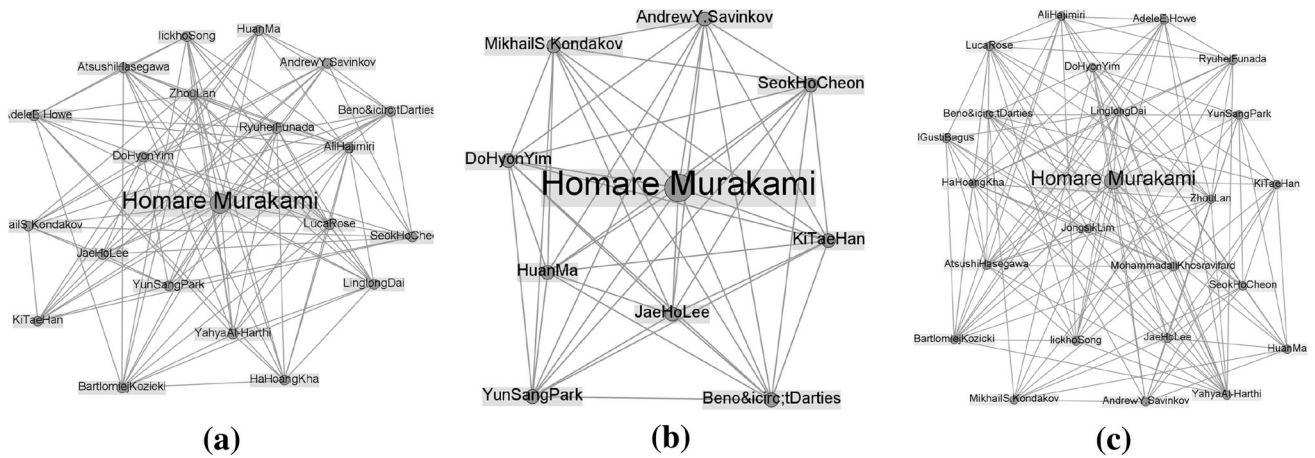 HuanMa
IickhoSong
AtsushiHasegawa
AndrewY.Savinkov
ZhouLan
AdeleE.Howe
Beno&icirc;tDarties
RyuheiFunada
AliHajimiri
DoHyonYim
Homare Murakami
ailS.Kondakov
LucaRose
SeokHoCheo
JaeHoLee
YunSangPark
LinglongDai
KiTaeHan
YahyaAl-Harthi
BartlomiejKozicki
HaHoangKha
(a)
AndrewY.Savinkov
MikhailS.Kondakov
SeokHoCheon
DoHyonYim
Homare Murakami
KiTaeHan
HuanMa
JaeHoLee
YunSangPark
Beno&icirc;tDarties
(b)
AliHajimiri
AdeleE.Howe
LucaRose
RyuheiFunada
DoHyonYim
Beno&icirc;tDarties
LinglongDai
YunSangPark
IGustiBagus
HaHoangKha
Homare Murakami
KiTaeHan
ZhouLan
JongsikLim
AtsushiHasegawa
MohammadaliKhosravifard
SeokHoCheon
BartlomiejKozicki
IickhoSong
JaeHoLee
HuanMa
MikhailS.Kondakov
AndrewY.Savinkov
YahyaAl-Harthi
(c)